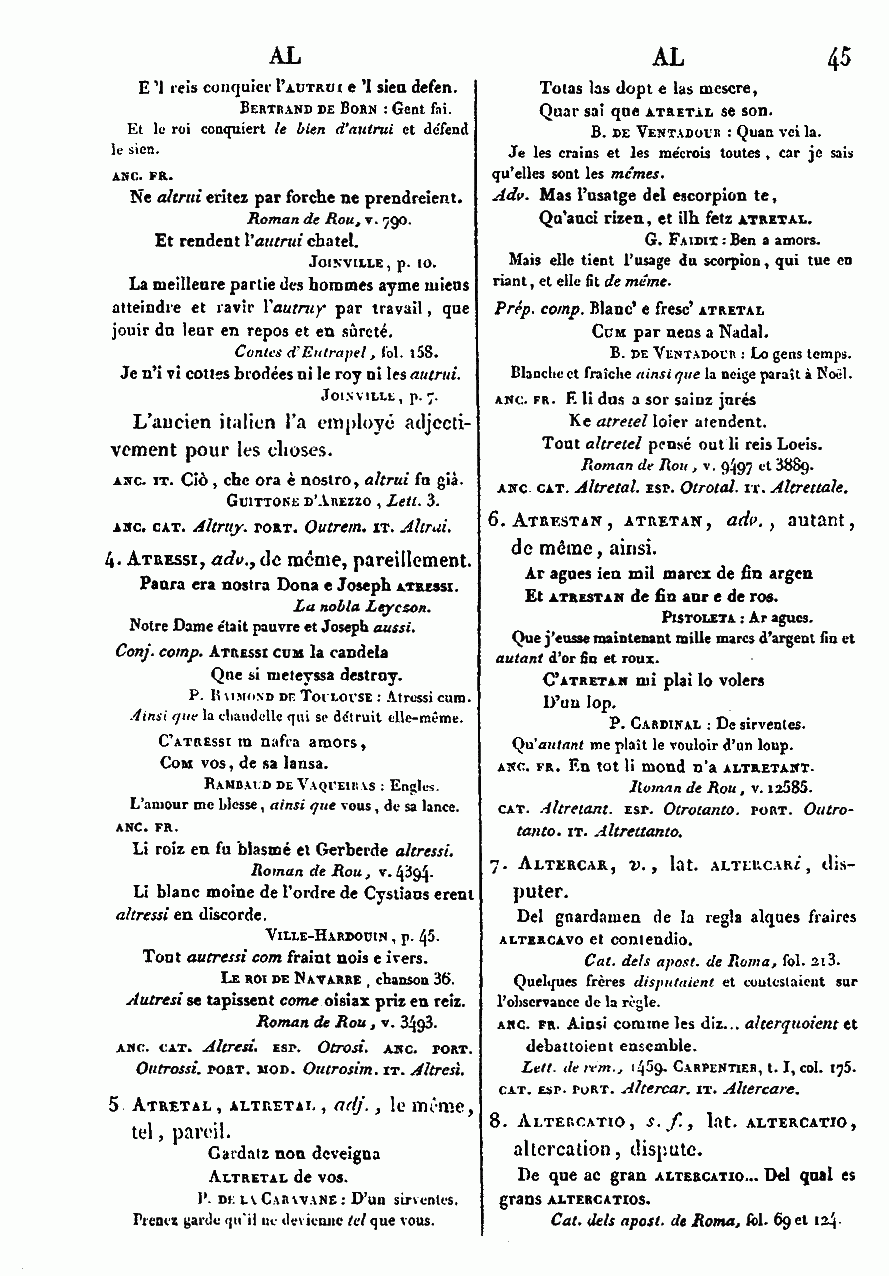 AL
E 'l reis conquier l'AUTRUI e 'l sieu defen.
BERTRAND DE BORN : Gent fai.
Et le roi conquiert le bien d'autrui et défend
le sien.
ANC. FR.
Ne altrui eritez par forche ne prendreient.
Roman de Rou, v. 790.
Et rendent l'autrui chatel.
JOINVILLE, p. 10.
La meilleure partie des hommes ayme mieus
atteindre et ravir l'autruy par travail, que
jouir du leur en repos et en sûreté.
Contes d'Eutrapel, fol. 158.
Je n'i vi cottes brodées ni le roy ni les autrui.
JOINVILLE, p. 7.
L'ancien italien l'a employé adjecti-
vement pour les choses.
ANC. IT. Ciò, che ora è nostro, altrui fu già.
GUITTONE D'AREZZO, Lett. 3.
ANC. CAT. Altruy. PORT. Outrem. IT. Altrui.
4. ATRESSI, adv., de même, pareillement.
Paura era nostra Dona e Joseph ATRESSI.
La nobla Leyczon.
Notre Dame était pauvre et Joseph aussi.
Conj. comp. ATRESSI CUM la candela
Que si meteyssa destruy.
P. RAIMOND DE TOULOUSE : Atressi cum.
Ainsi que la chandelle qui se détruit elle-même.
C'ATRESSI m nafra amors,
COM vos, de sa lansa.
RAMBAUD DE VAQUEIRAS : Engles.
L'amour me blesse, ainsi que vous, de sa lance.
ANC. FR.
Li roiz en fu blasmé et Gerberde altressi.
Roman de Rou, v. 4394.
Li blanc moine de l'ordre de Cystiaus erent
altressi en discorde.
VILLE-HARDOUIN, p. 45.
Tout autressi com fraint nois e ivers.
LE ROI DE NAVARRE, chanson 36.
Autresi se tapissent come oisiax priz en reiz.
Roman de Rou, v. 3493.
ANC. CAT. Altresi. ESP. Otrosi. ANC. PORT.
Outrossi. PORT. MOD. Outrosim. IT. Altresì.
5. ATRETAL, ALTRETAL, adj., le même,
tel, pareil.
Gardatz non deveigna
ALTRETAL de vos.
P. DE LA CARAVANE : D'un sirventes.
Prenez garde qu'il ne devienne tel que vous.
AL 45
Totas las dopt e las mescre,
Quar sai que ATRETAL se son.
B. DE VENTADOUR : Quan vei la.
Je les crains et les mécrois toutes, car je sais
qu'elles sont les mêmes.
Adv. Mas l'usatge del escorpion te,
Qu'auci rizen, et ilh fetz ATRETAL.
G. FAIDIT : Ben a amors.
Mais elle tient l'usage du scorpion, qui tue en
riant, et elle fit de même.
Prép. comp. Blanc' e fresc' ATRETAL
CUM par neus a Nadal.
B. DE VENTADOUR : Lo gens temps.
Blanche et fraîche ainsi que la neige paraît à Noël.
ANC. FR. E li dus a sor sainz jurés
Ke atretel loier atendent.
Tout altretel pensé out li reis Loeis.
Roman de Rou, v. 9497 et 3889.
ANC. CAT. Altretal. ESP. Otrotal. IT. Altrettale.
6. ATRESTAN, ATRETAN, adv., autant,
de même, ainsi.
Ar agues ieu mil marcx de fin argen
Et ATRESTAN de fin aur e de ros.
PISTOLETA : Ar agues.
Que j'eusse maintenant mille marcs d'argent fin et
autant d'or fin et roux.
C'ATRETAN mi plai lo volers
D'un lop.
P. CARDINAL : De sirventes.
Qu'autant me plaît le vouloir d'un loup.
ANC. FR. En tot li mond n'a ALTRETANT.
Roman de Rou, v. 12585.
CAT. Altretant. ESP. Otrotanto. PORT. Outro-
tanto. IT. Altrettanto.
7. ALTERCAR, v., lat. ALTERCARi, dis-
puter.
Del gnardamen de la regla alques fraires
ALTERCAVO et contendio.
Cat. dels apost. de Roma, fol. 213.
Quelques frères disputaient et contestaient sur
l'observance de la règle.
ANC. FR. Ainsi comme les diz... alterquoient et
debattoient ensemble.
Lett. de rem., 1459. CARPENTIER, t. I, col. 175.
CAT. ESP. PORT. Altercar. IT. Altercare.
8. ALTERCATIO, s. f., lat. ALTERCATIO,
altercation, dispute.
De que ac gran ALTERCATIO... Del qual es
grans ALTERCATIOS.
Cat. dels apost. de Roma, fol. 69 et 124.